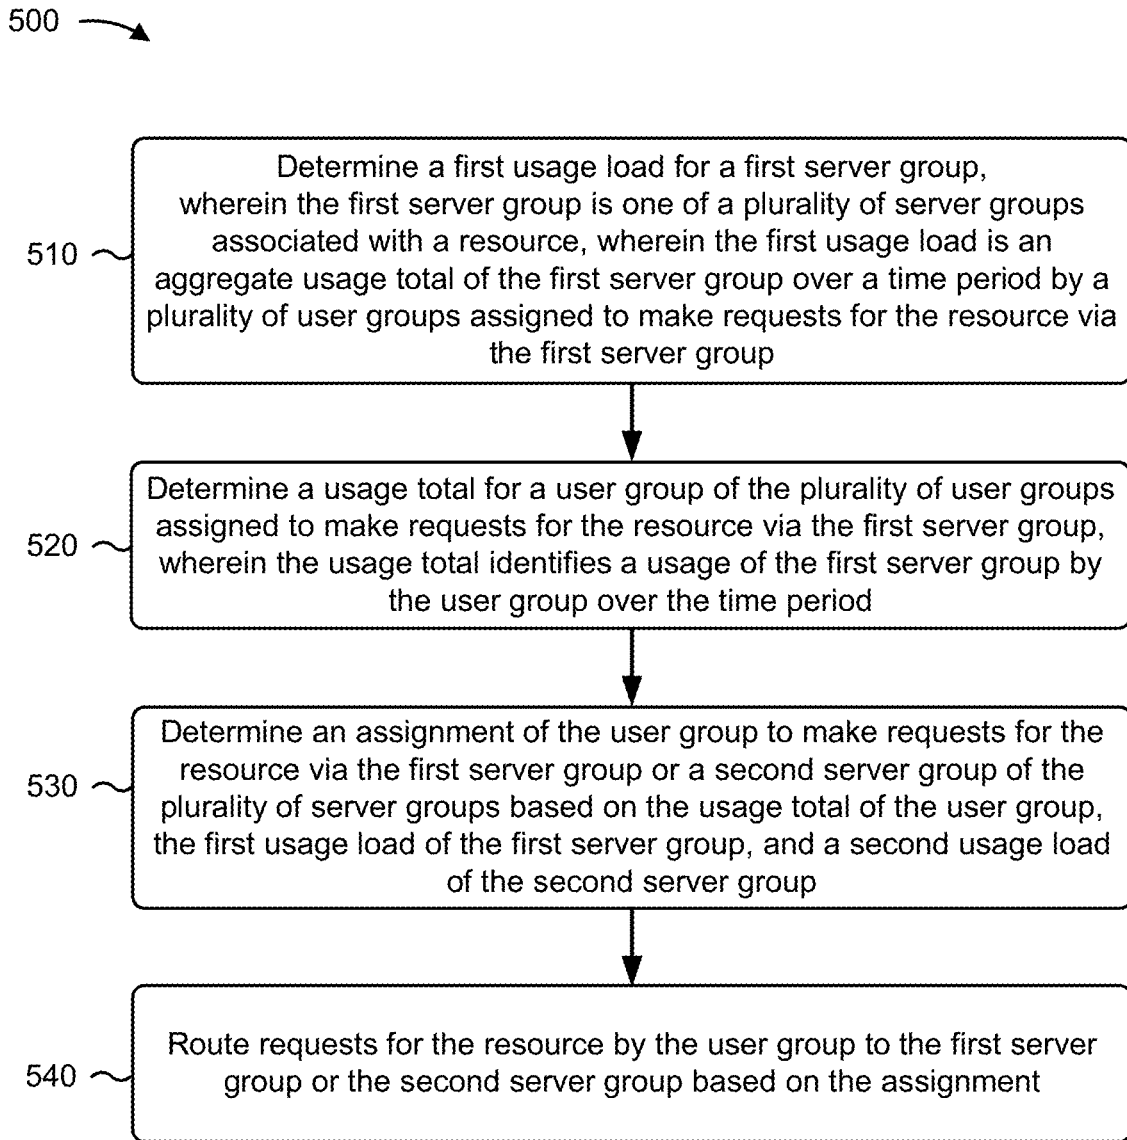 500
Determine a first usage load for a first server group,
wherein the first server group is one of a plurality of server groups
associated with a resource, wherein the first usage load is an
aggregate usage total of the first server group over a time period by a
plurality of user groups assigned to make requests for the resource via
the first server group
510
Determine a usage total for a user group of the plurality of user groups
assigned to make requests for the resource via the first server group,
wherein the usage total identifies a usage of the first server group by
the user group over the time period
520
Determine an assignment of the user group to make requests for the
resource via the first server group or a second server group of the
plurality of server groups based on the usage total of the user group,
the first usage load of the first server group, and a second usage load
of the second server group
530
Route requests for the resource by the user group to the first server
group or the second server group based on the assignment
540